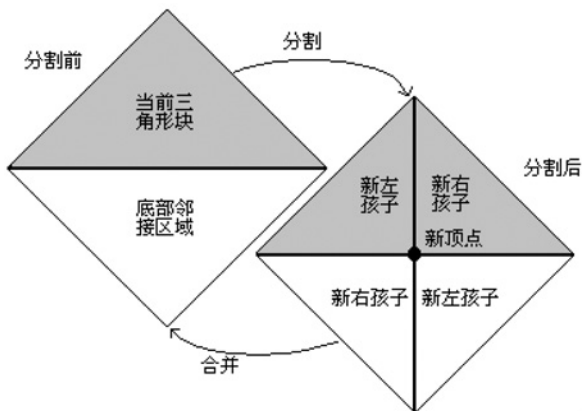 分割前
分割
当前三
角形块
底部邻
接区域
分割后
新左
孩子
新右
孩子
新顶点
新右孩子
新左孩子
合并